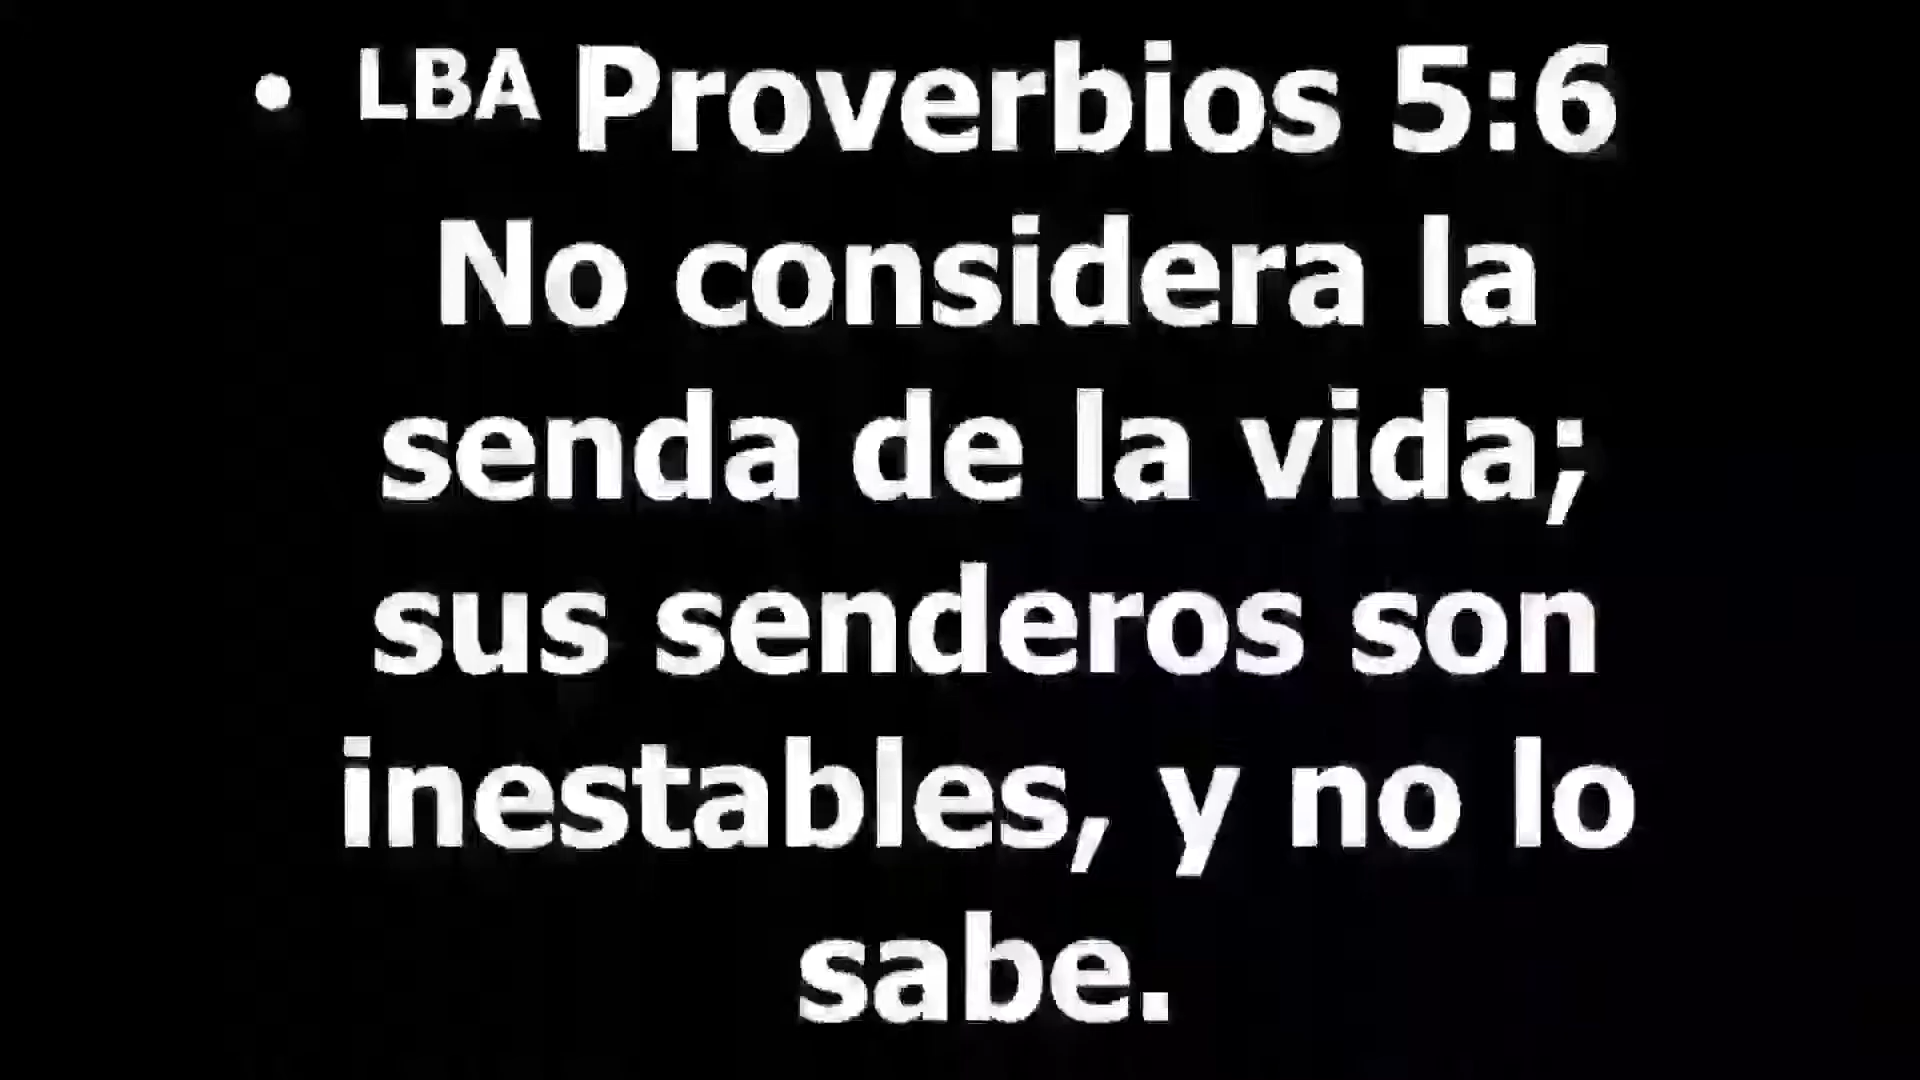 • LBA Proverbios 5:6
No considera la
senda de la vida;
sus senderos son
inestables, y no lo
sabe.